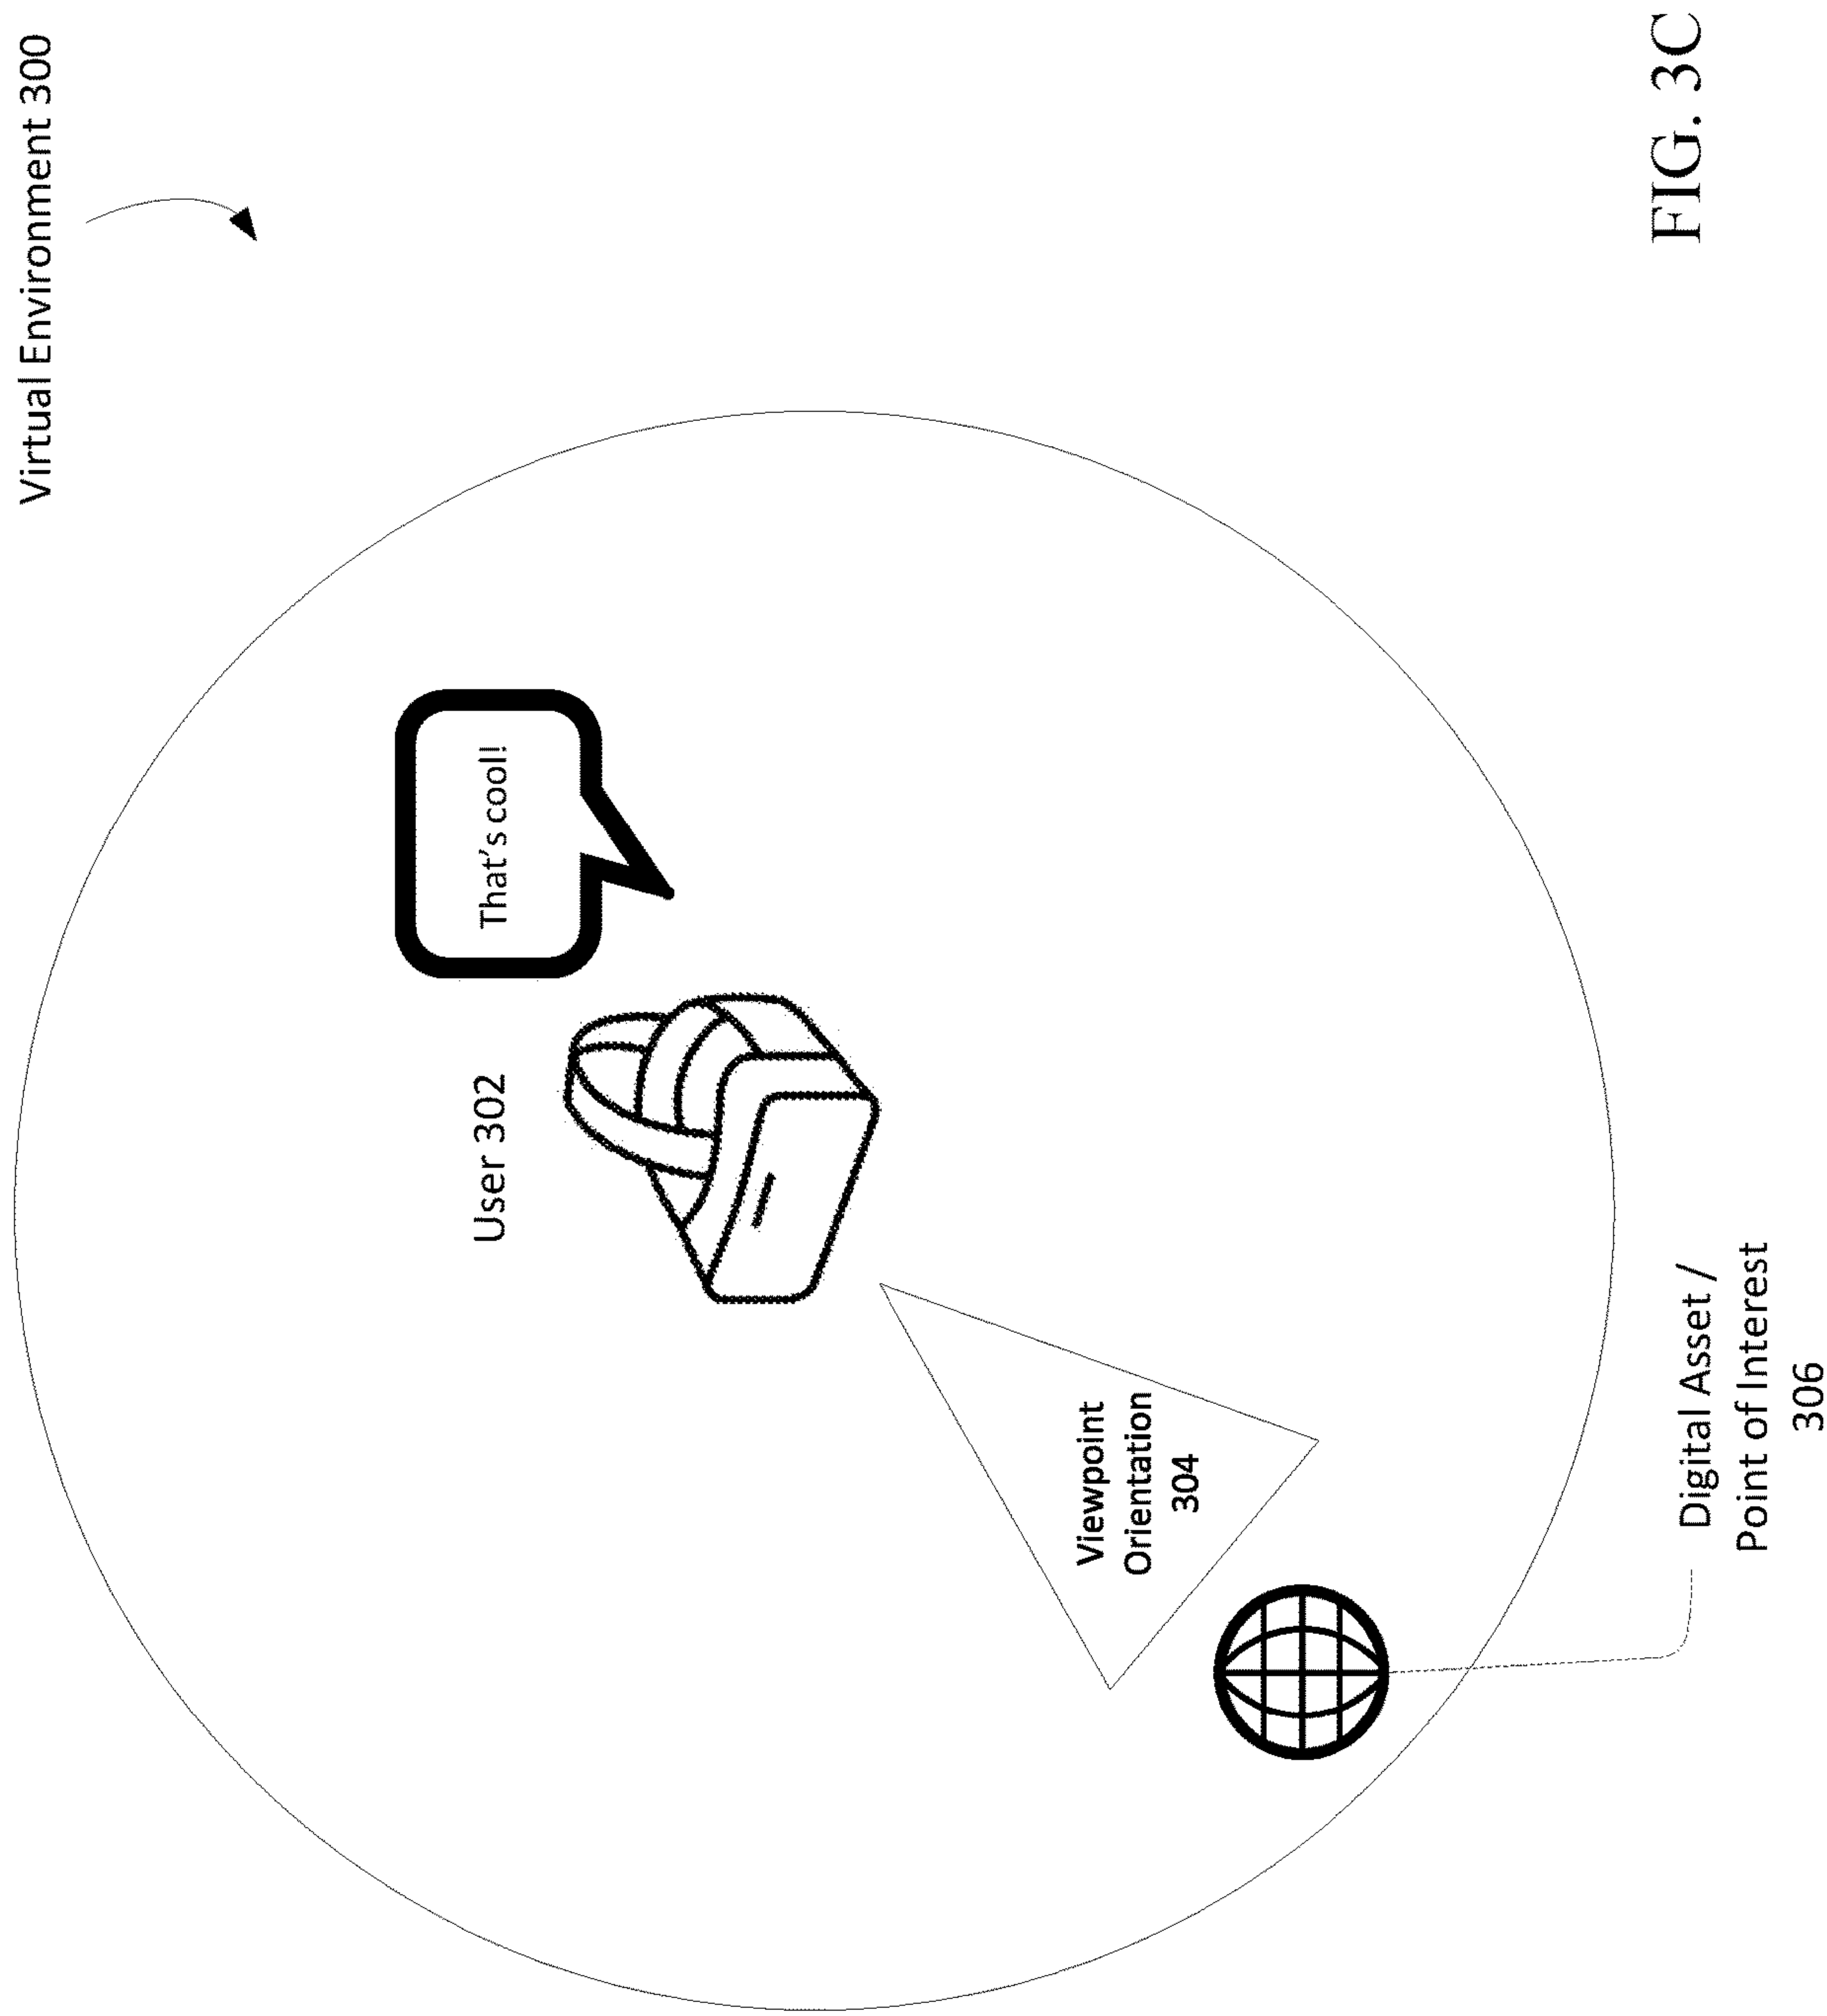 Virtual Environment 300
That's cool!
User 302
Viewpoint
Orientation
304
Digital Asset /
Point of Interest
306
FIG. 3C